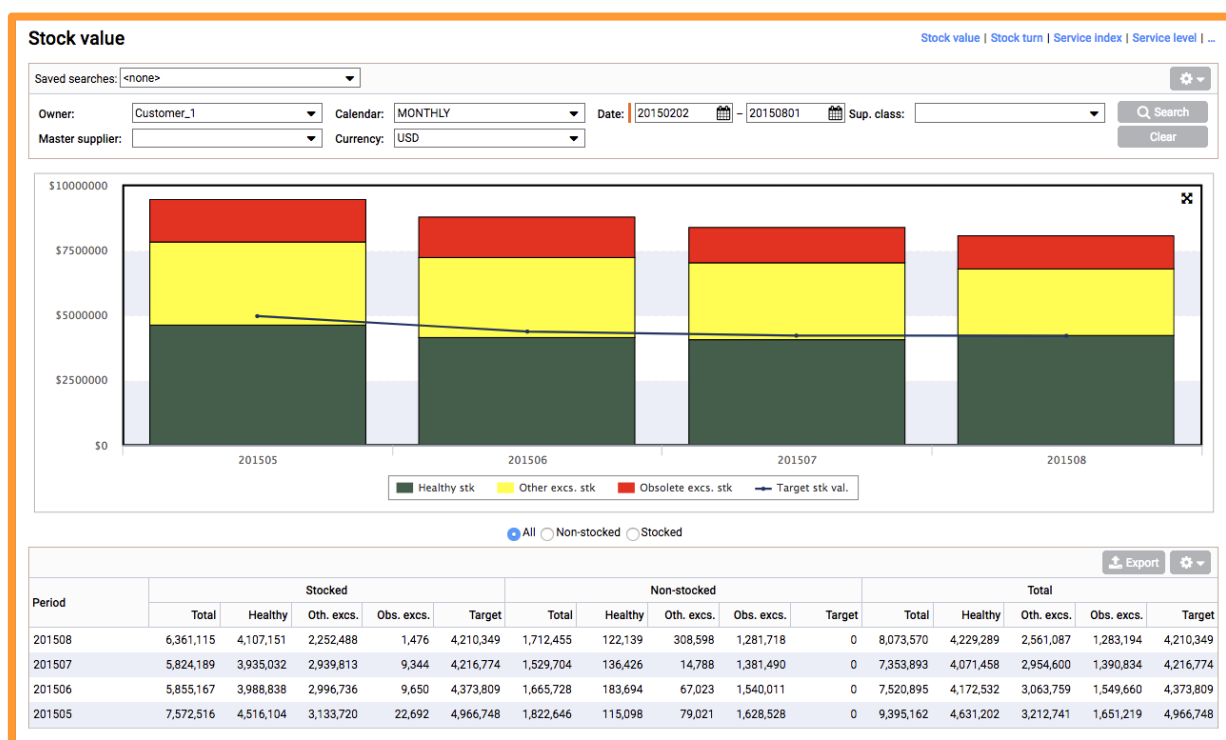 Stock value
Stock value | Stock turn | Service index | Service level | ...
Saved searches: <none>
Owner: Customer_1 Calendar: MONTHLY Date: 20150202 – 20150801 Sup. class: Search
Master supplier: Currency: USD Clear
$10000000
$7500000
$5000000
$2500000
$0
201505 201506 201507 201508
Healthy stk Other excs. stk Obsolete excs. stk Target stk val.
All Non-stocked Stocked
Export
Period Stocked Non-stocked Total
Total Healthy Oth. excs. Obs. excs. Target Total Healthy Oth. excs. Obs. excs. Target Total Healthy Oth. excs. Obs. excs. Target
201508 6,361,115 4,107,151 2,252,488 1,476 4,210,349 1,712,455 122,139 308,598 1,281,718 0 8,073,570 4,229,289 2,561,087 1,283,194 4,210,349
201507 5,824,189 3,935,032 2,939,813 9,344 4,216,774 1,529,704 136,426 14,788 1,381,490 0 7,353,893 4,071,458 2,954,600 1,390,834 4,216,774
201506 5,855,167 3,988,838 2,996,736 9,650 4,373,809 1,665,728 183,694 67,023 1,540,011 0 7,520,895 4,172,532 3,063,759 1,549,660 4,373,809
201505 7,572,516 4,516,104 3,133,720 22,692 4,966,748 1,822,646 115,098 79,021 1,628,528 0 9,395,162 4,631,202 3,212,741 1,651,219 4,966,748